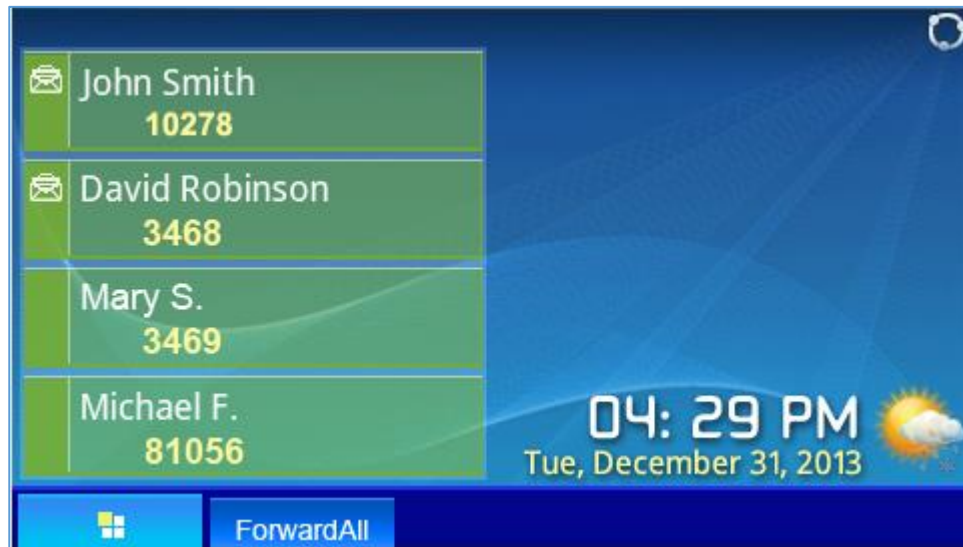 John Smith
10278
David Robinson
3468
Mary S.
3469
Michael F.
81056
04: 29 PM
Tue, December 31, 2013
ForwardAll